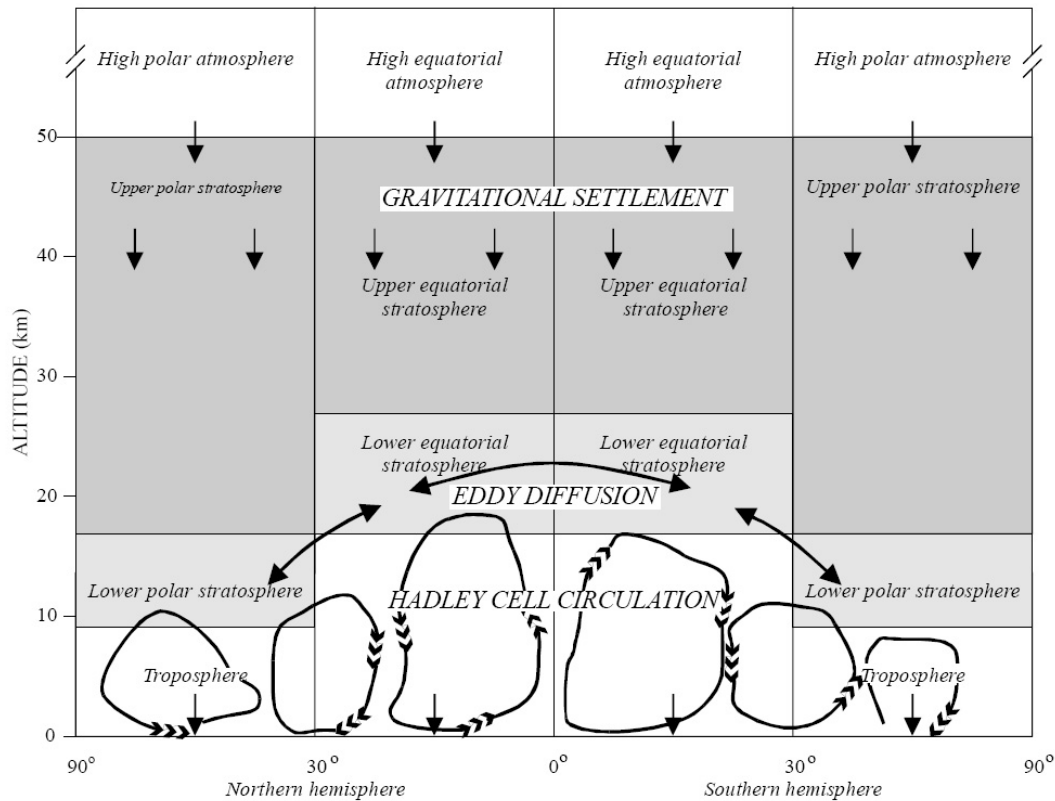 High polar atmosphere
High equatorial
atmosphere
High equatorial
atmosphere
High polar atmosphere
50
Upper polar stratosphere
GRAVITATIONAL SETTLEMENT
Upper polar stratosphere
40
Upper equatorial
stratosphere
Upper equatorial
stratosphere
ALTITUDE (km)
30
Lower equatorial
stratosphere
Lower equatorial
stratosphere
20
EDDY DIFFUSION
Lower polar stratosphere
10
HADLEY CELL CIRCULATION
Lower polar stratosphere
Troposphere
Troposphere
0
90° 30° 0° 30° 90°
Northern hemisphere
Southern hemisphere